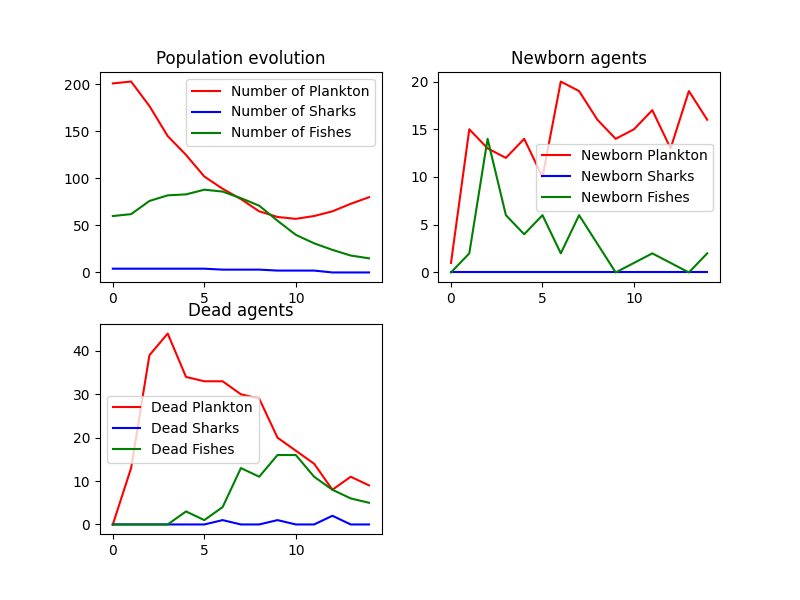 Population evolution
200
150
100
50
0
0 5 10
Number of Plankton
Number of Sharks
Number of Fishes
Newborn agents
20
15
10
5
0
0 5 10
Newborn Plankton
Newborn Sharks
Newborn Fishes
Dead agents
40
30
20
10
0
0 5 10
Dead Plankton
Dead Sharks
Dead Fishes